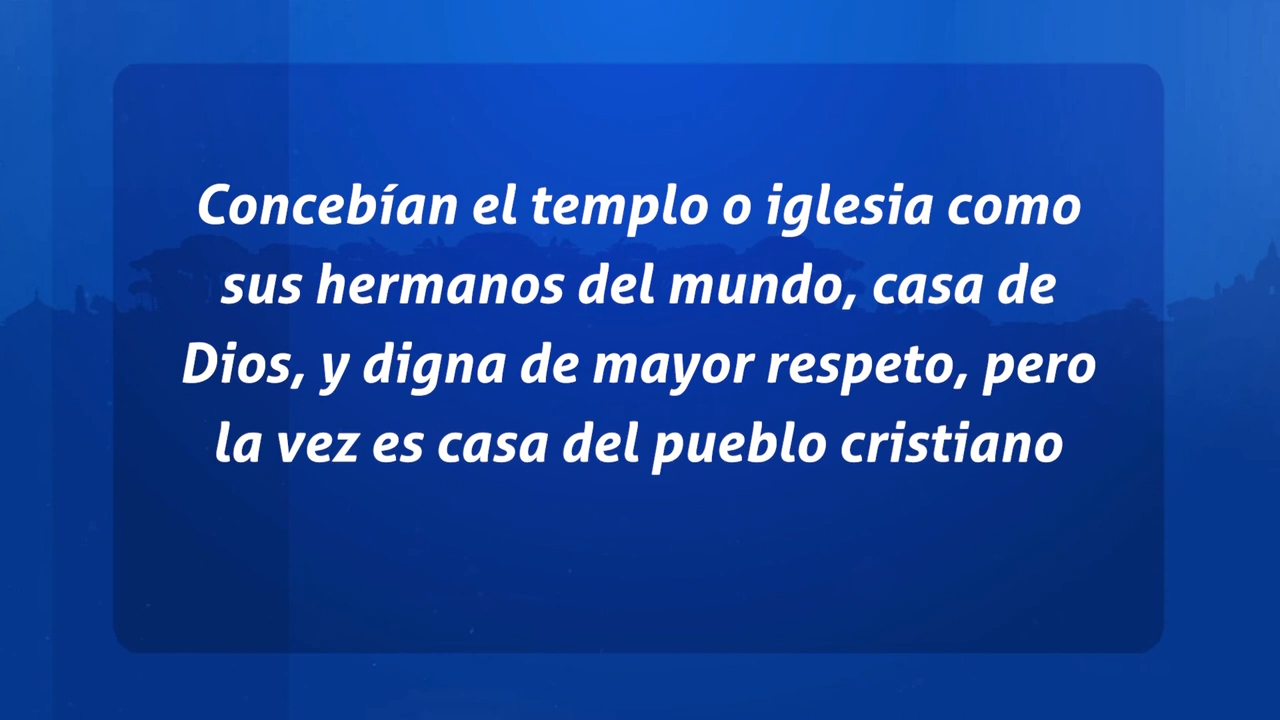 Concebían el templo o iglesia como
sus hermanos del mundo, casa de
Dios, y digna de mayor respeto, pero
la vez es casa del pueblo cristiano